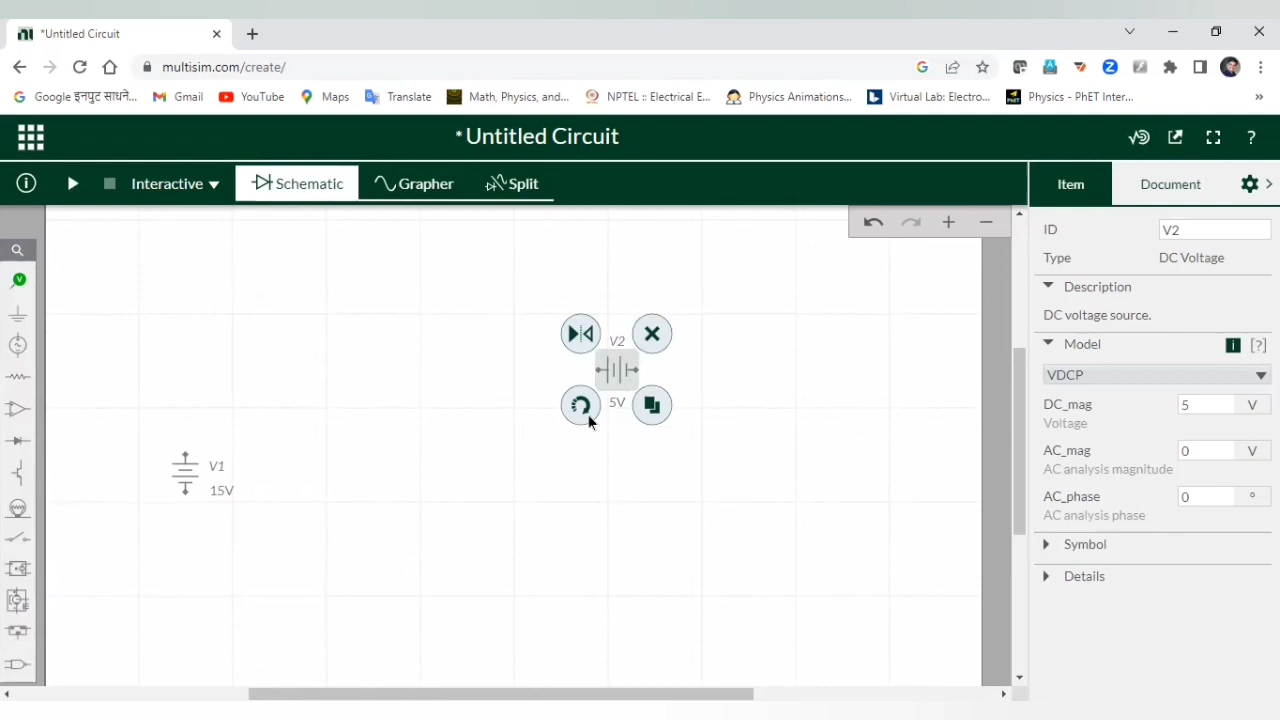 *Untitled Circuit
multisim.com/create/
Google इनपुट साधने...
Gmail
YouTube
Maps
Translate
Math, Physics, and...
NPTEL :: Electrical E...
Physics Animations...
Virtual Lab: Electro...
Physics - PhET Inter...
*Untitled Circuit
Interactive
Schematic
Grapher
Split
Item
Document
ID
V2
Type
DC Voltage
Description
DC voltage source.
Model
[?]
VDCP
DC_mag
5
V
Voltage
AC_mag
0
V
AC analysis magnitude
AC_phase
0
°
AC analysis phase
Symbol
Details
V2
5V
V1
15V